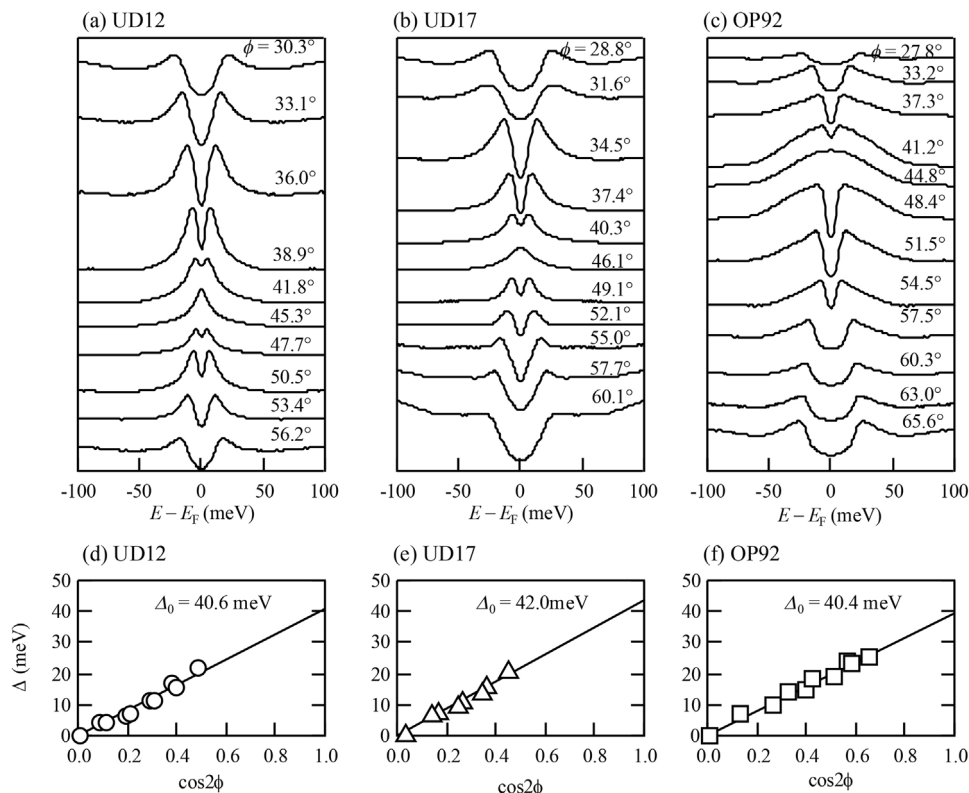 (a) UD12
ϕ = 30.3°
33.1°
36.0°
38.9°
41.8°
45.3°
47.7°
50.5°
53.4°
56.2°
-100 -50 0 50 100
E – E_F (meV)
(b) UD17
28.8°
31.6°
34.5°
37.4°
40.3°
46.1°
49.1°
52.1°
55.0°
57.7°
60.1°
-100 -50 0 50 100
E – E_F (meV)
(c) OP92
ϕ = 27.8°
33.2°
37.3°
41.2°
44.8°
48.4°
51.5°
54.5°
57.5°
60.3°
63.0°
65.6°
-100 -50 0 50 100
E – E_F (meV)
(d) UD12
Δ (meV)
50
40
30
20
10
0
Δ₀ = 40.6 meV
0.0 0.2 0.4 0.6 0.8 1.0
cos2ϕ
(e) UD17
50
40
30
20
10
0
Δ₀ = 42.0meV
0.0 0.2 0.4 0.6 0.8 1.0
cos2ϕ
(f) OP92
50
40
30
20
10
0
Δ₀ = 40.4 meV
0.0 0.2 0.4 0.6 0.8 1.0
cos2ϕ